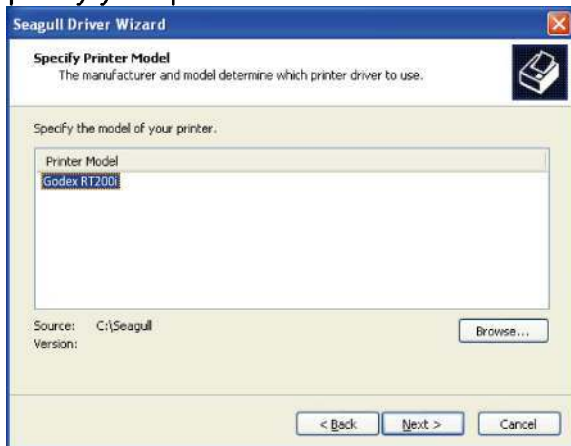 Seagull Driver Wizard
Specify Printer Model
The manufacturer and model determine which printer driver to use.
Specify the model of your printer.
Printer Model
Godex RT200i
Source: C:\Seagull
Browse...
Version:
< Back Next > Cancel